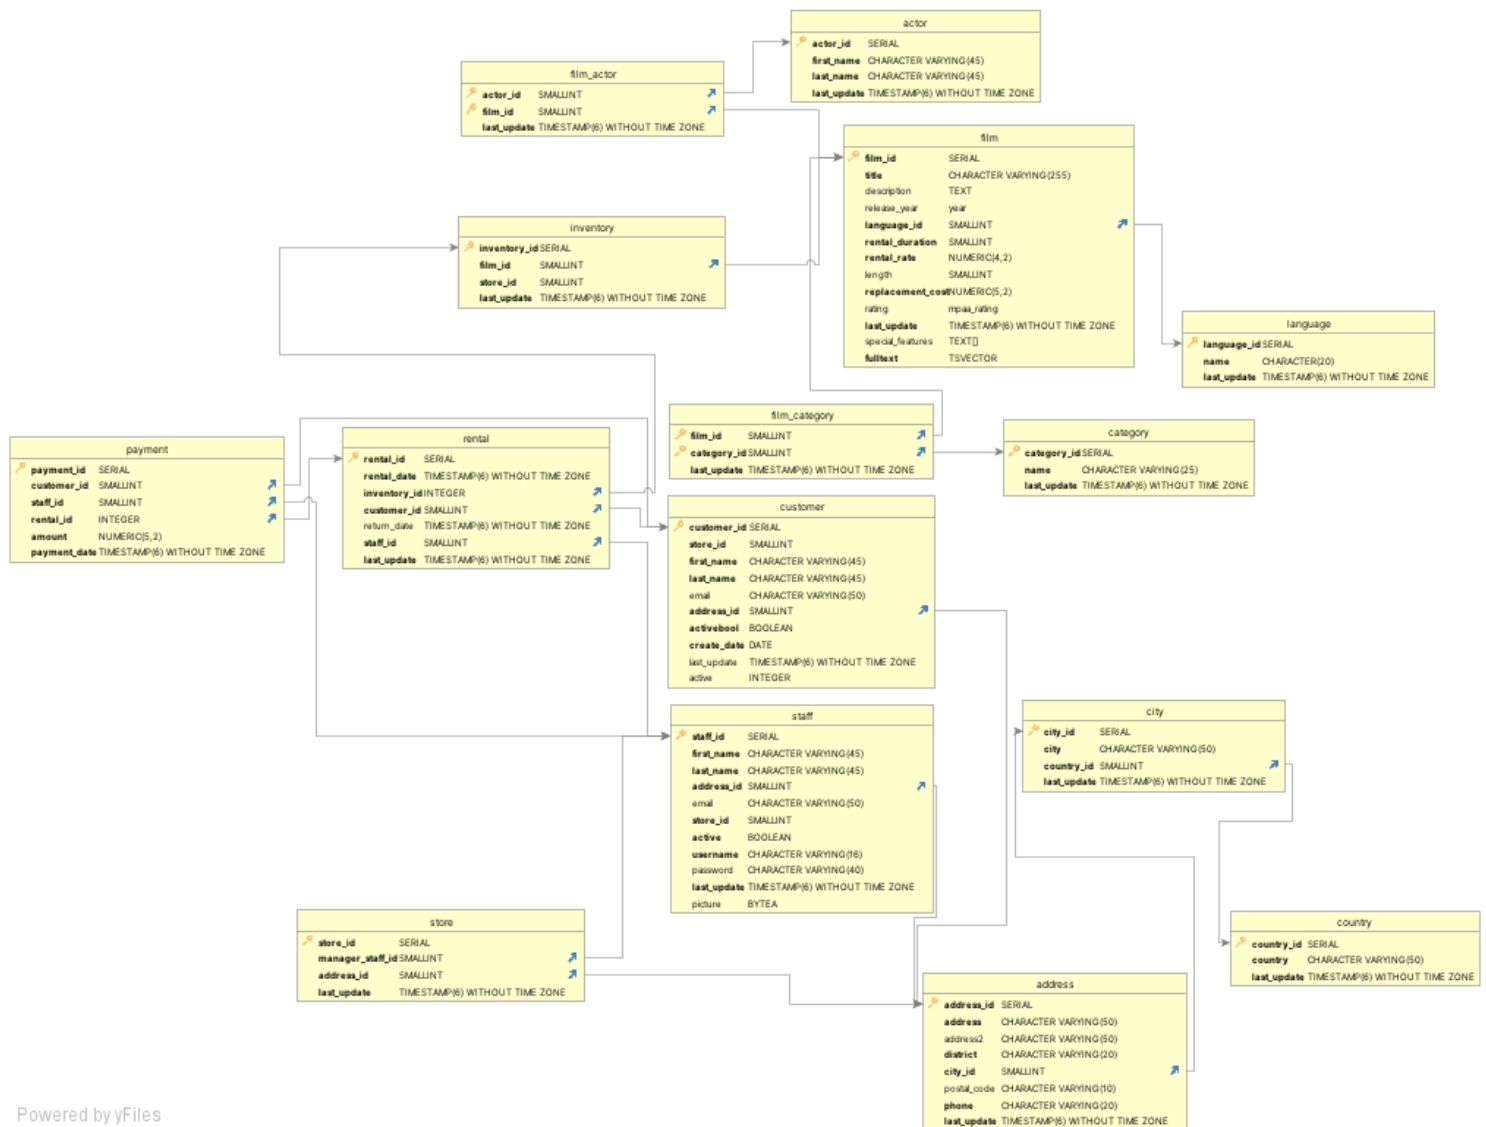 actor
actor_id SERIAL
first_name CHARACTER VARYING(45)
last_name CHARACTER VARYING(45)
last_update TIMESTAMP(6) WITHOUT TIME ZONE
film_actor
actor_id SMALLINT
film_id SMALLINT
last_update TIMESTAMP(6) WITHOUT TIME ZONE
film
film_id SERIAL
title CHARACTER VARYING(255)
description TEXT
release_year year
language_id SMALLINT
rental_duration SMALLINT
rental_rate NUMERIC(4,2)
length SMALLINT
replacement_cost NUMERIC(5,2)
rating mpaa_rating
last_update TIMESTAMP(6) WITHOUT TIME ZONE
special_features TEXT[]
fulltext TSVECTOR
inventory
inventory_id SERIAL
film_id SMALLINT
store_id SMALLINT
last_update TIMESTAMP(6) WITHOUT TIME ZONE
language
language_id SERIAL
name CHARACTER(20)
last_update TIMESTAMP(6) WITHOUT TIME ZONE
film_category
film_id SMALLINT
category_id SMALLINT
last_update TIMESTAMP(6) WITHOUT TIME ZONE
category
category_id SERIAL
name CHARACTER VARYING(25)
last_update TIMESTAMP(6) WITHOUT TIME ZONE
payment
payment_id SERIAL
customer_id SMALLINT
staff_id SMALLINT
rental_id INTEGER
amount NUMERIC(5,2)
payment_date TIMESTAMP(6) WITHOUT TIME ZONE
rental
rental_id SERIAL
rental_date TIMESTAMP(6) WITHOUT TIME ZONE
inventory_id INTEGER
customer_id SMALLINT
return_date TIMESTAMP(6) WITHOUT TIME ZONE
staff_id SMALLINT
last_update TIMESTAMP(6) WITHOUT TIME ZONE
customer
customer_id SERIAL
store_id SMALLINT
first_name CHARACTER VARYING(45)
last_name CHARACTER VARYING(45)
email CHARACTER VARYING(50)
address_id SMALLINT
activebool BOOLEAN
create_date DATE
last_update TIMESTAMP(6) WITHOUT TIME ZONE
active INTEGER
staff
staff_id SERIAL
first_name CHARACTER VARYING(45)
last_name CHARACTER VARYING(45)
address_id SMALLINT
email CHARACTER VARYING(50)
store_id SMALLINT
active BOOLEAN
username CHARACTER VARYING(16)
password CHARACTER VARYING(40)
last_update TIMESTAMP(6) WITHOUT TIME ZONE
picture BYTEA
city
city_id SERIAL
city CHARACTER VARYING(50)
country_id SMALLINT
last_update TIMESTAMP(6) WITHOUT TIME ZONE
store
store_id SERIAL
manager_staff_id SMALLINT
address_id SMALLINT
last_update TIMESTAMP(6) WITHOUT TIME ZONE
country
country_id SERIAL
country CHARACTER VARYING(50)
last_update TIMESTAMP(6) WITHOUT TIME ZONE
address
address_id SERIAL
address CHARACTER VARYING(50)
address2 CHARACTER VARYING(50)
district CHARACTER VARYING(20)
city_id SMALLINT
postal_code CHARACTER VARYING(10)
phone CHARACTER VARYING(20)
last_update TIMESTAMP(6) WITHOUT TIME ZONE
Powered by yFiles